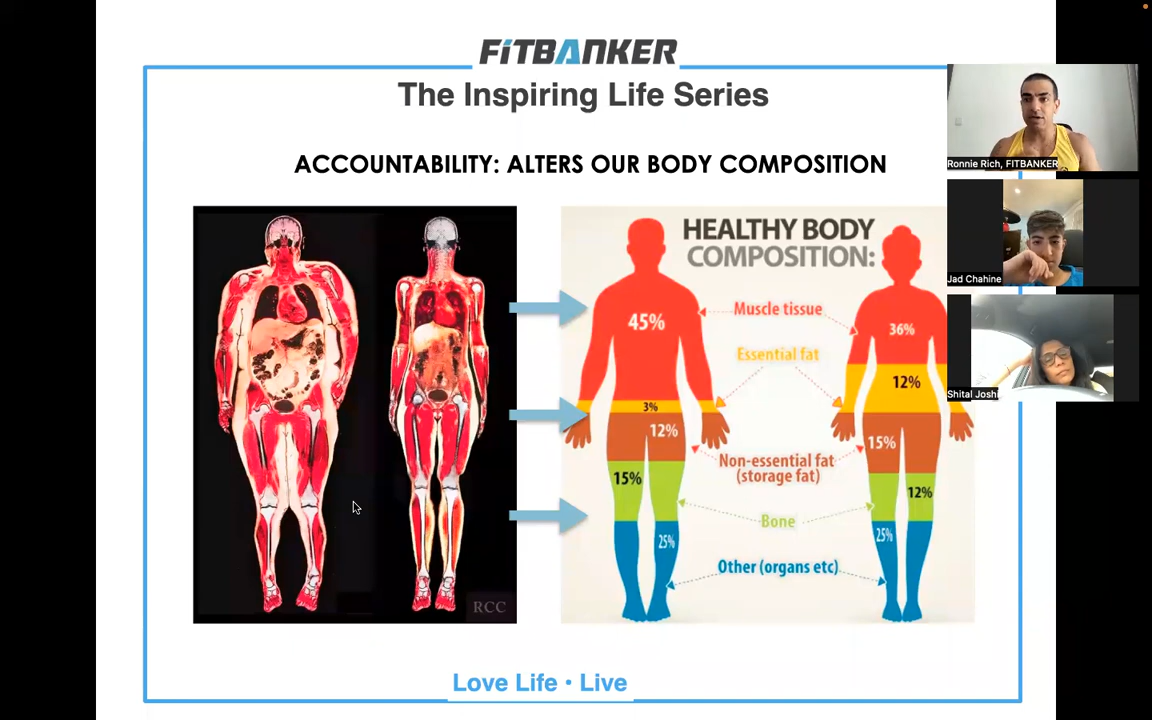 FiTBANKER
The Inspiring Life Series
ACCOUNTABILITY: ALTERS OUR BODY COMPOSITION
RCC
HEALTHY BODY
COMPOSITION:
Muscle tissue
45%
36%
Essential fat
12%
3%
12%
15%
Non-essential fat
(storage fat)
15%
12%
Bone
25%
25%
Other (organs etc)
Love Life • Live
Ronnie Rich, FITBANKER
Jad Chahine
Shital Joshi